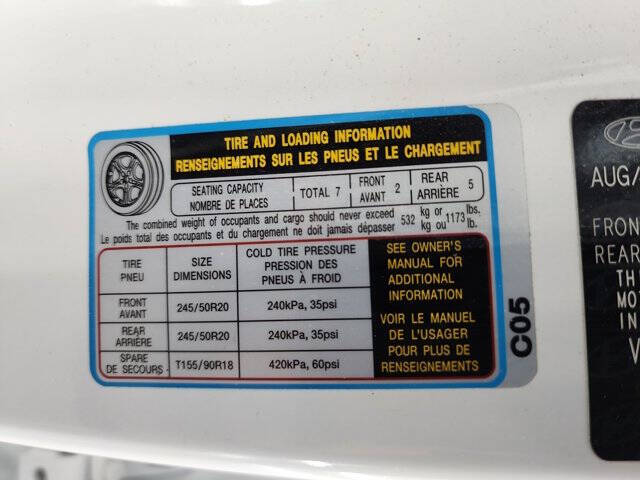 TIRE AND LOADING INFORMATION
RENSEIGNEMENTS SUR LES PNEUS ET LE CHARGEMENT
SEATING CAPACITY
NOMBRE DE PLACES
TOTAL 7
FRONT
AVANT
2
REAR
ARRIÈRE
5
The combined weight of occupants and cargo should never exceed
Le poids total des occupants et du chargement ne doit jamais dépasser
532
kg or
kg ou
1173
lbs.
lb.
TIRE
PNEU
SIZE
DIMENSIONS
COLD TIRE PRESSURE
PRESSION DES
PNEUS À FROID
SEE OWNER'S
MANUAL FOR
ADDITIONAL
INFORMATION
VOIR LE MANUEL
DE L'USAGER
POUR PLUS DE
RENSEIGNEMENTS
FRONT
AVANT
245/50R20
240kPa, 35psi
REAR
ARRIÈRE
245/50R20
240kPa, 35psi
SPARE
DE SECOURS
T155/90R18
420kPa, 60psi
C05
AUG/
FRON
REAR
TH
MO
IN
V